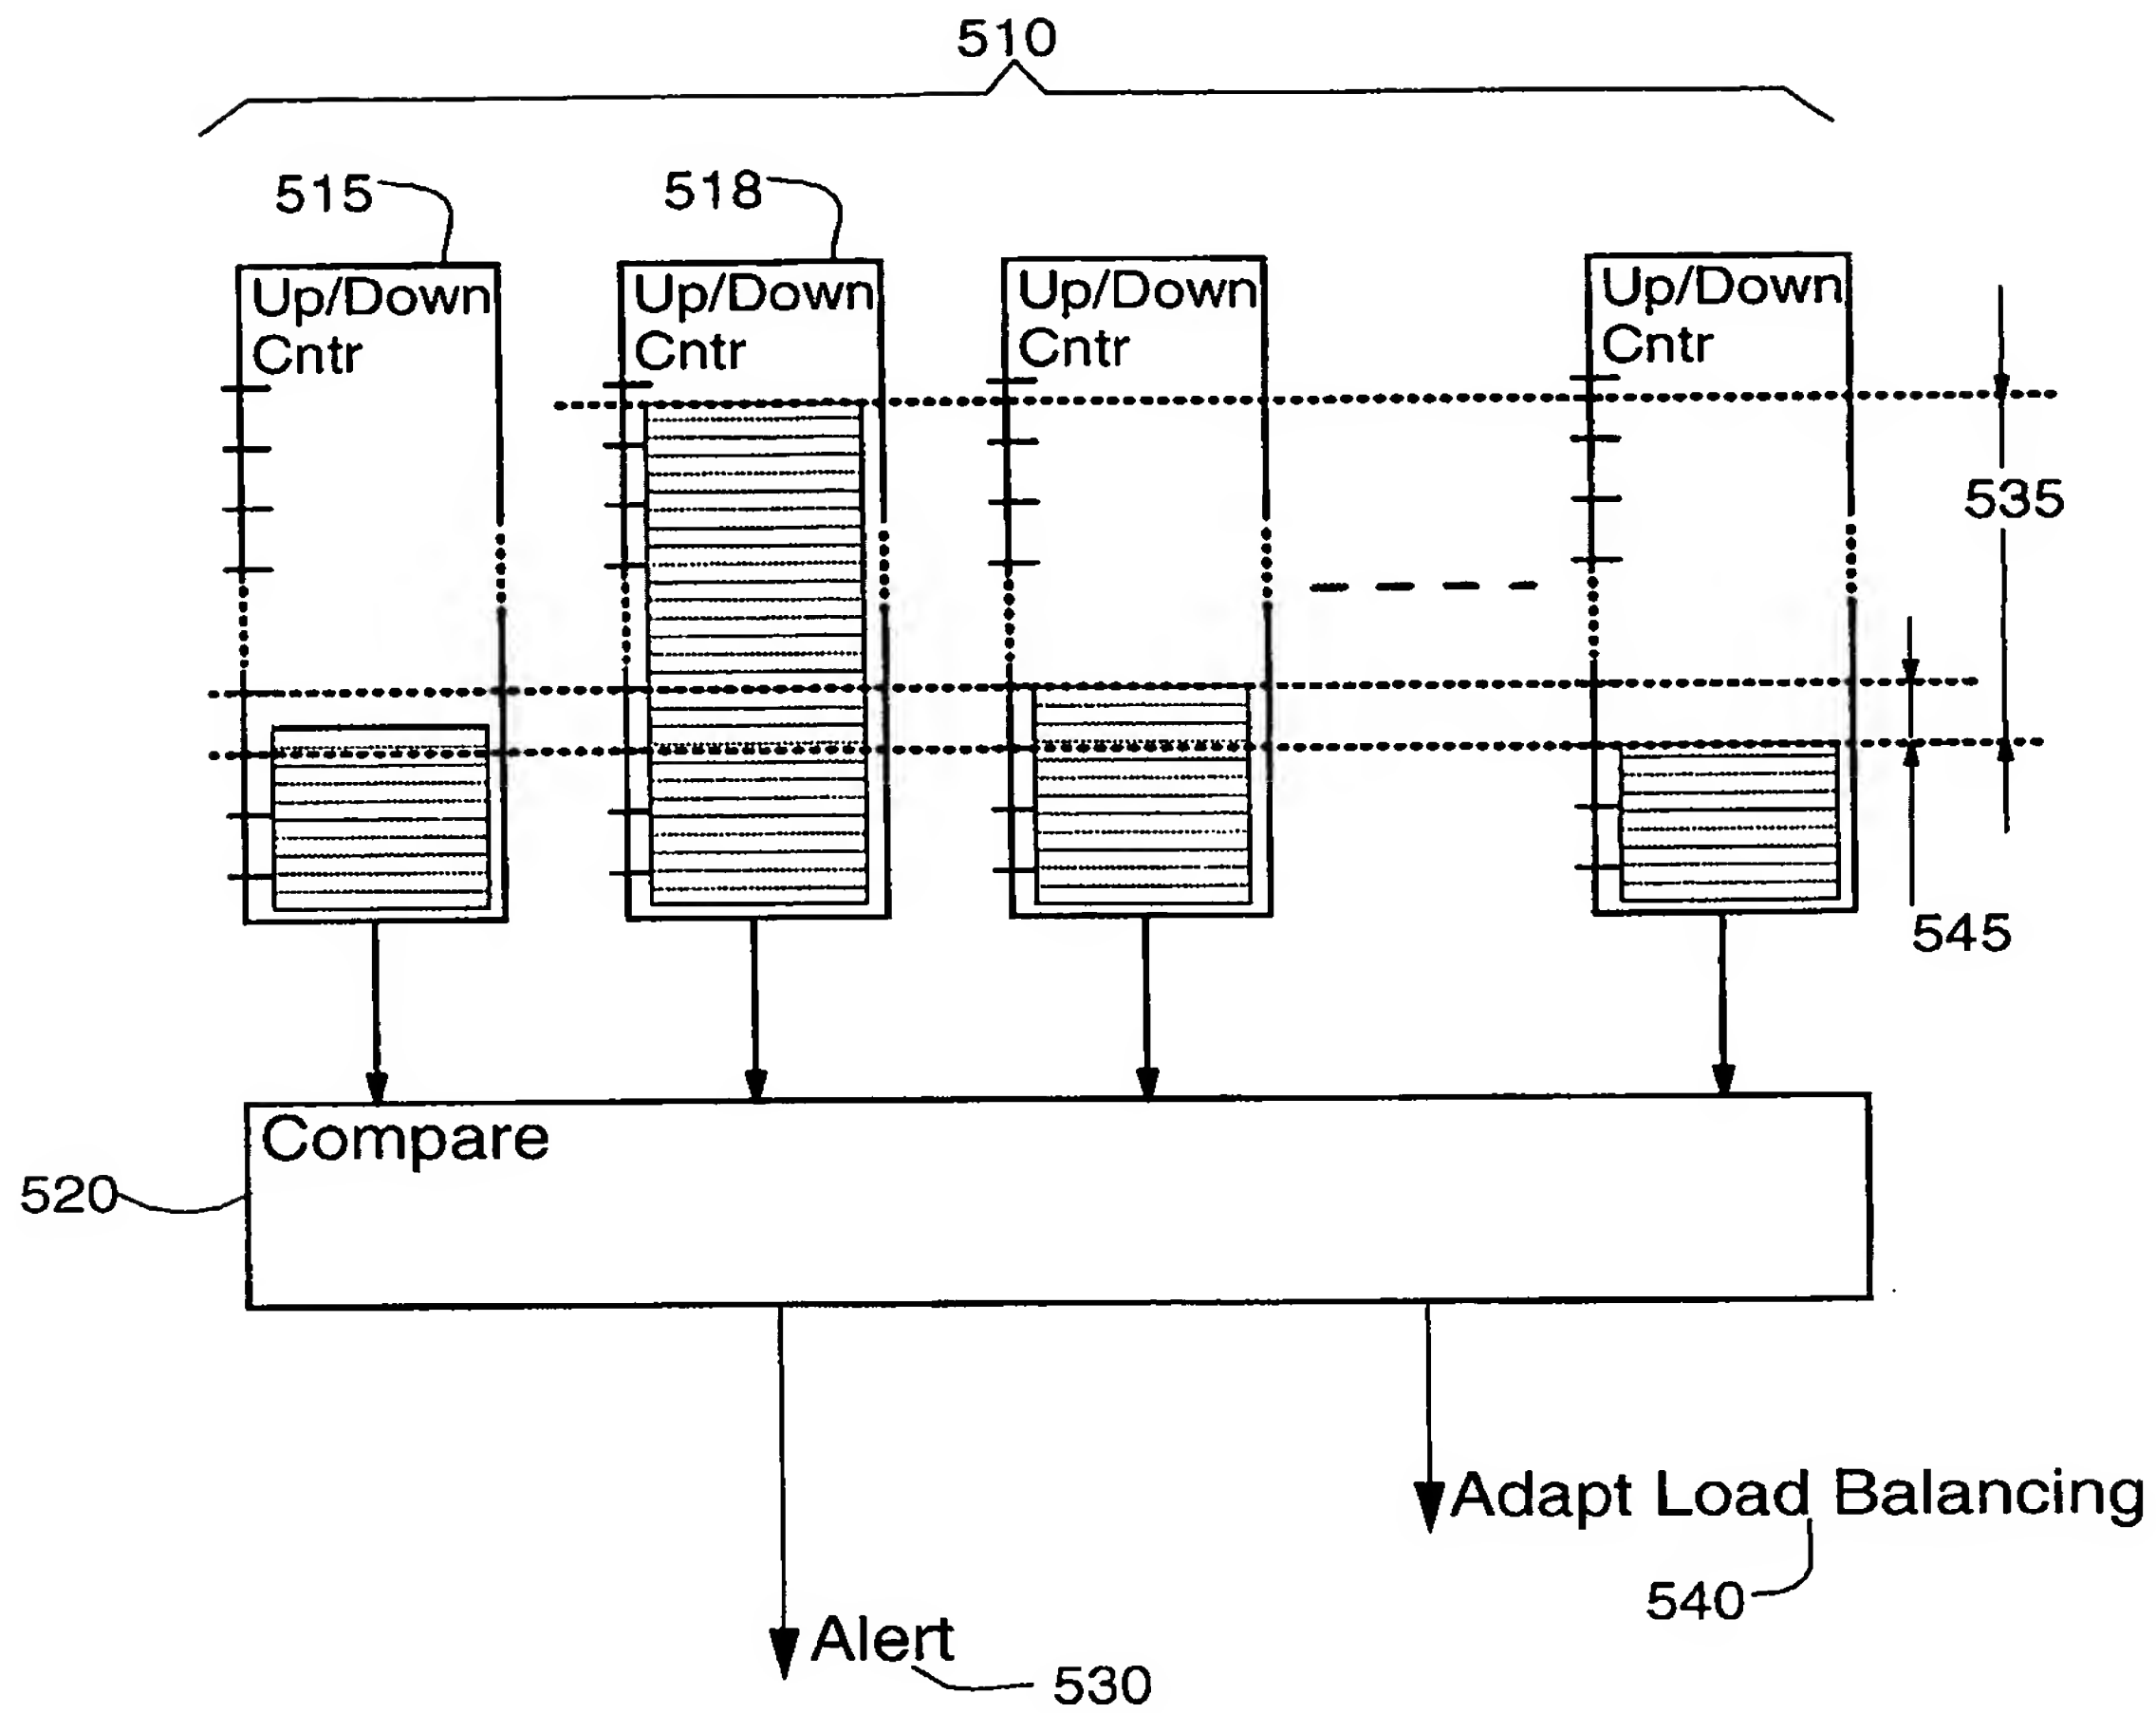 510
515
518
Up/Down
Cntr
Up/Down
Cntr
Up/Down
Cntr
Up/Down
Cntr
535
545
Compare
520
Adapt Load Balancing
540
Alert
530